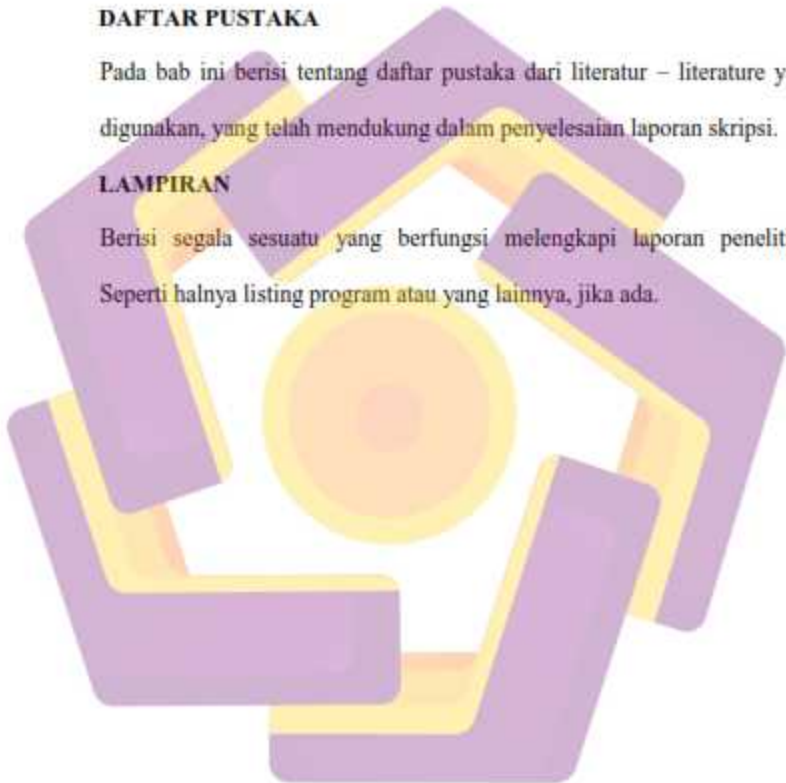 DAFTAR PUSTAKA
Pada bab ini berisi tentang daftar pustaka dari literatur – literature y
digunakan, yang telah mendukung dalam penyelesaian laporan skripsi.
LAMPIRAN
Berisi segala sesuatu yang berfungsi melengkapi laporan penelit
Seperti halnya listing program atau yang lainnya, jika ada.